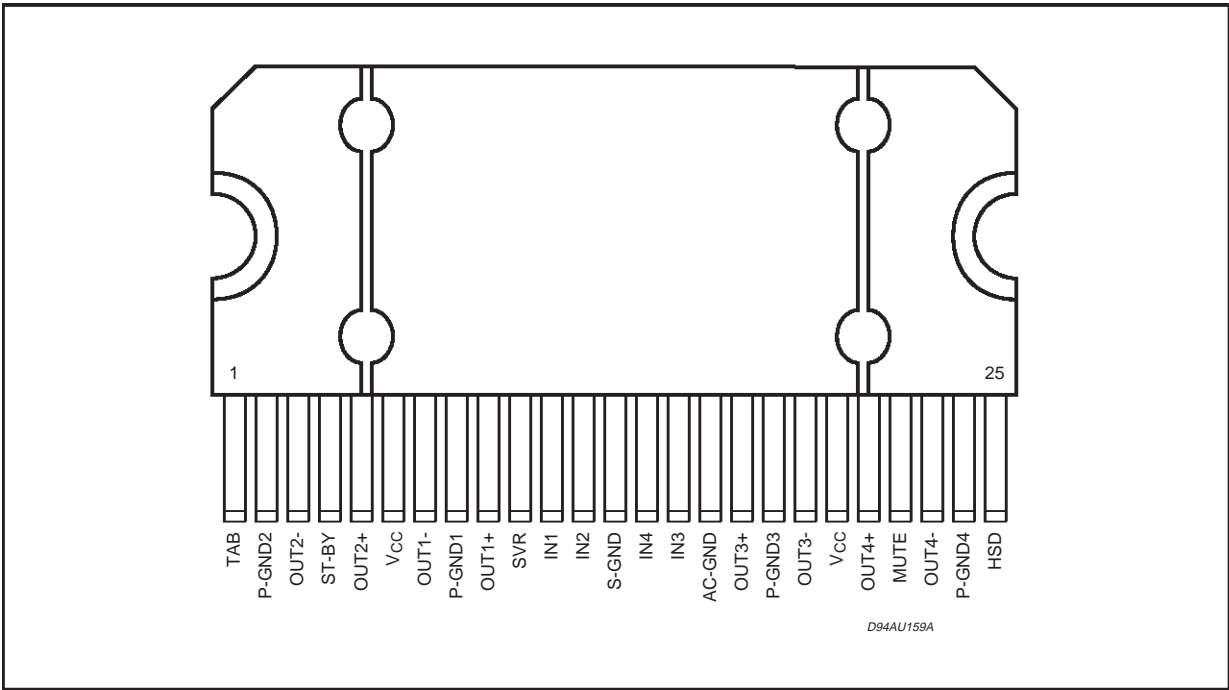 1
25
TAB
P-GND2
OUT2-
ST-BY
OUT2+
VCC
OUT1-
P-GND1
OUT1+
SVR
IN1
IN2
S-GND
IN4
IN3
AC-GND
OUT3+
P-GND3
OUT3-
VCC
OUT4+
MUTE
OUT4-
P-GND4
HSD
D94AU159A